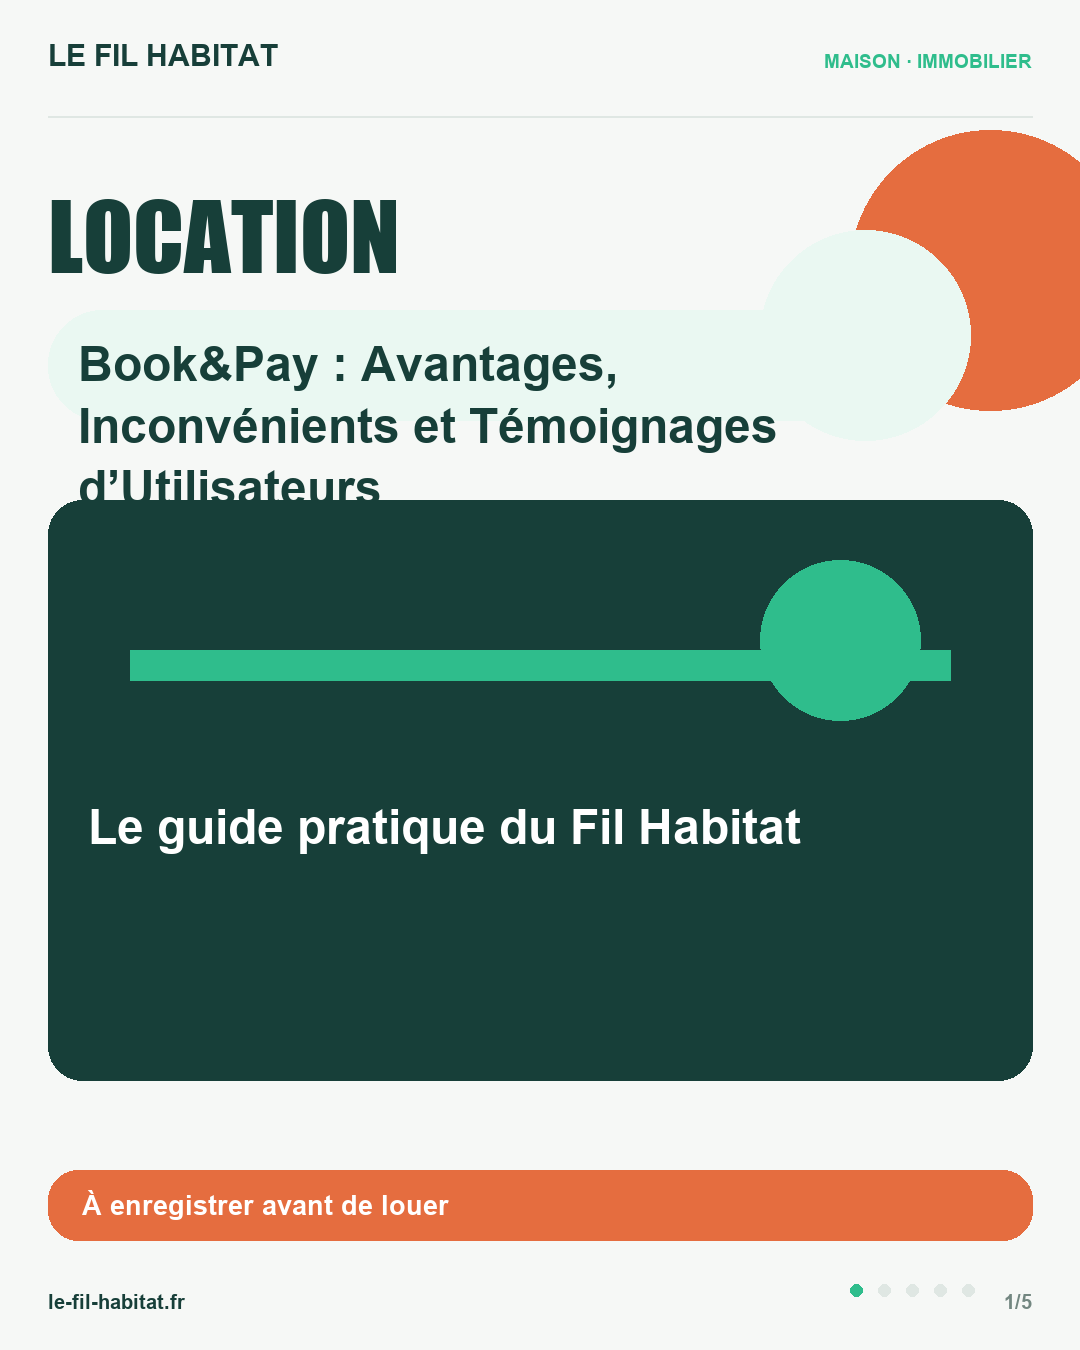 LE FIL HABITAT
MAISON · IMMOBILIER
LOCATION
Book&Pay : Avantages,
Inconvénients et Témoignages
d’Utilisateurs
Le guide pratique du Fil Habitat
À enregistrer avant de louer
le-fil-habitat.fr
1/5